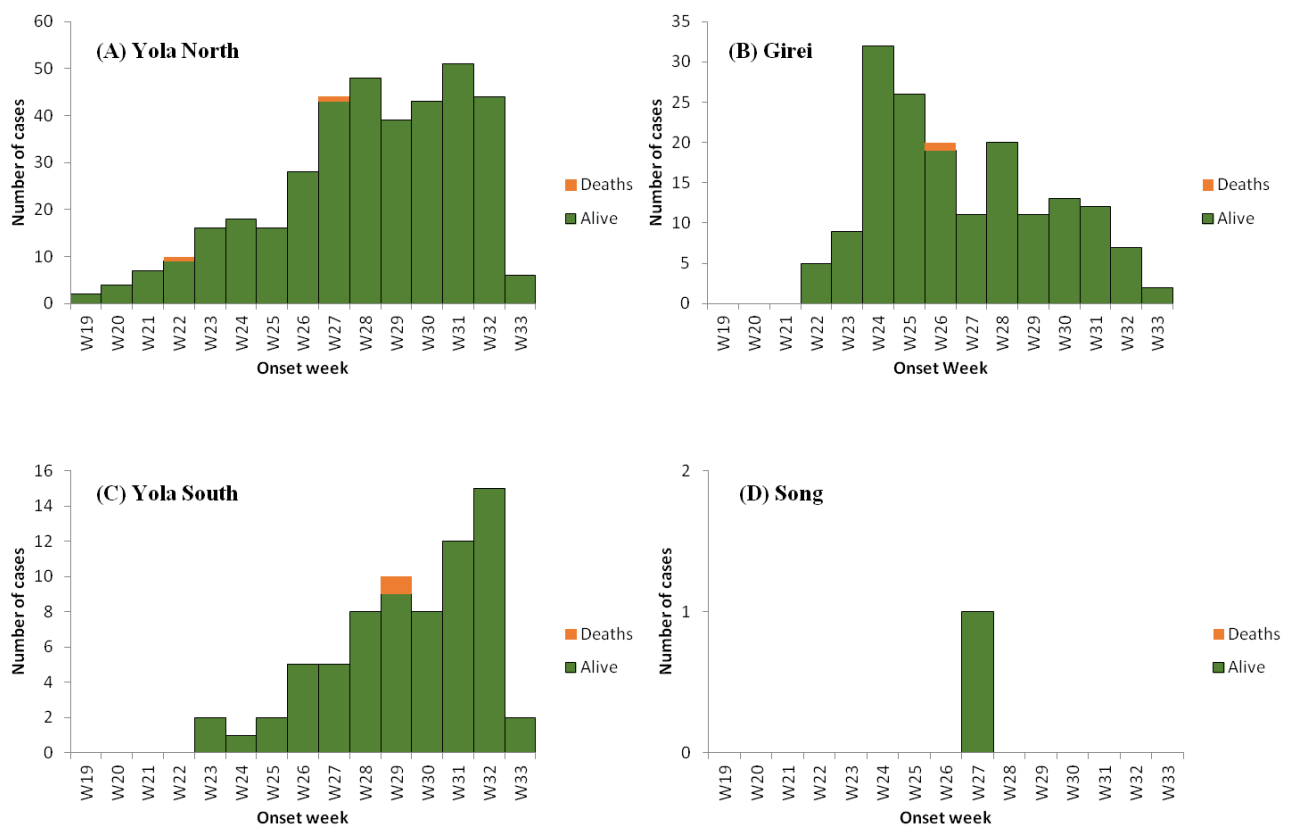 (A) Yola North
60
50
40
30
20
10
0
Number of cases
W19 W20 W21 W22 W23 W24 W25 W26 W27 W28 W29 W30 W31 W32 W33
Onset week
Deaths
Alive
(B) Girei
35
30
25
20
15
10
5
0
Number of cases
W19 W20 W21 W22 W23 W24 W25 W26 W27 W28 W29 W30 W31 W32 W33
Onset Week
Deaths
Alive
(C) Yola South
16
14
12
10
8
6
4
2
0
Number of cases
W19 W20 W21 W22 W23 W24 W25 W26 W27 W28 W29 W30 W31 W32 W33
Onset week
Deaths
Alive
(D) Song
2
1
0
Number of cases
W19 W20 W21 W22 W23 W24 W25 W26 W27 W28 W29 W30 W31 W32 W33
Onset week
Deaths
Alive